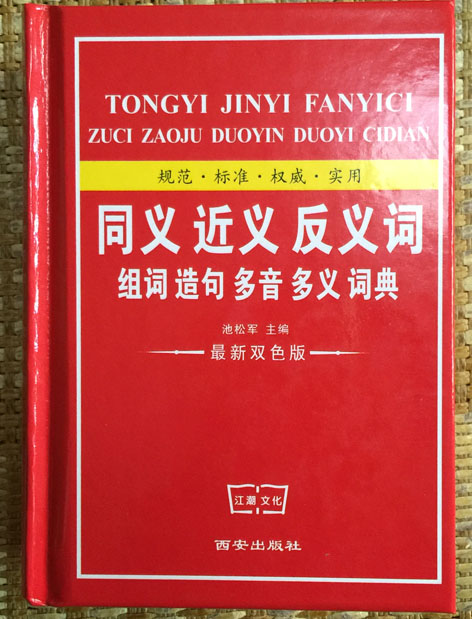 TONGYI JINYI FANYICI
ZUCI ZAOJU DUOYIN DUOYI CIDIAN
规范·标准·权威·实用
同义 近义 反义词
组词 造句 多音 多义 词典
池松军 主编
最新双色版
江潮 文化
西安出版社